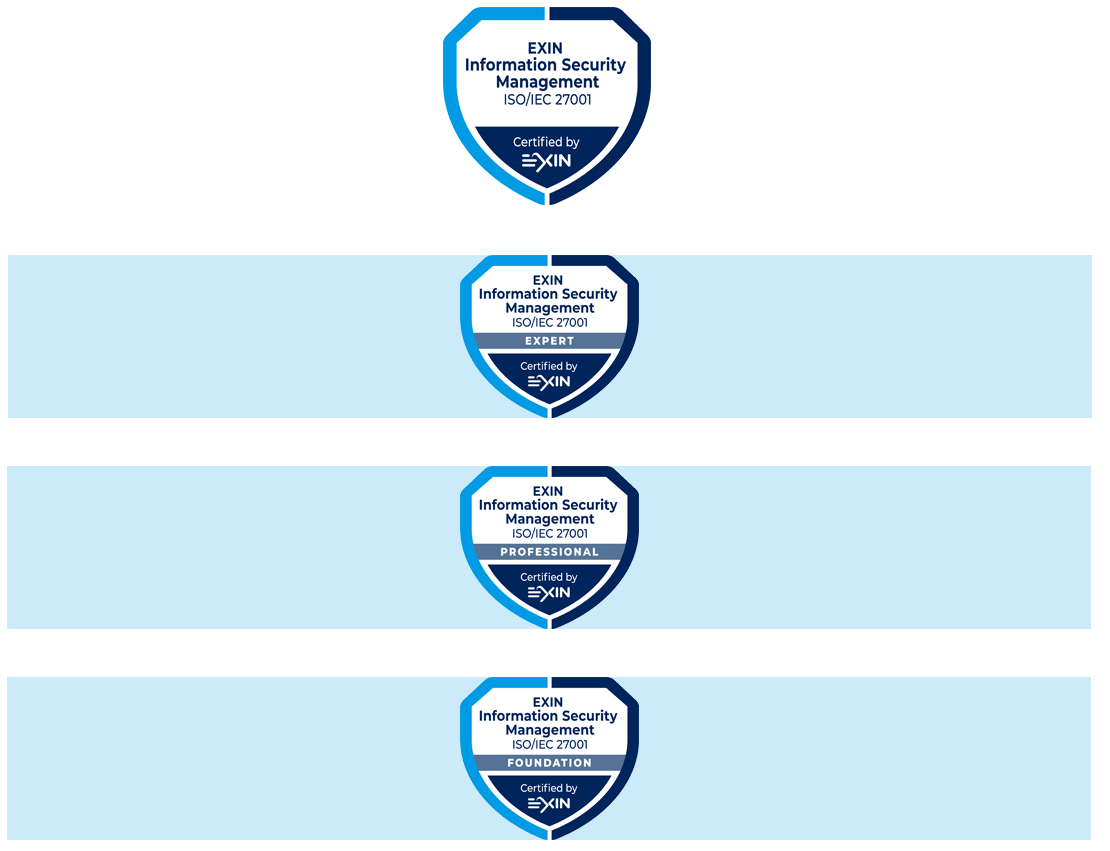 EXIN
Information Security
Management
ISO/IEC 27001
Certified by
EXIN
EXIN
Information Security
Management
ISO/IEC 27001
EXPERT
Certified by
EXIN
EXIN
Information Security
Management
ISO/IEC 27001
PROFESSIONAL
Certified by
EXIN
EXIN
Information Security
Management
ISO/IEC 27001
FOUNDATION
Certified by
EXIN